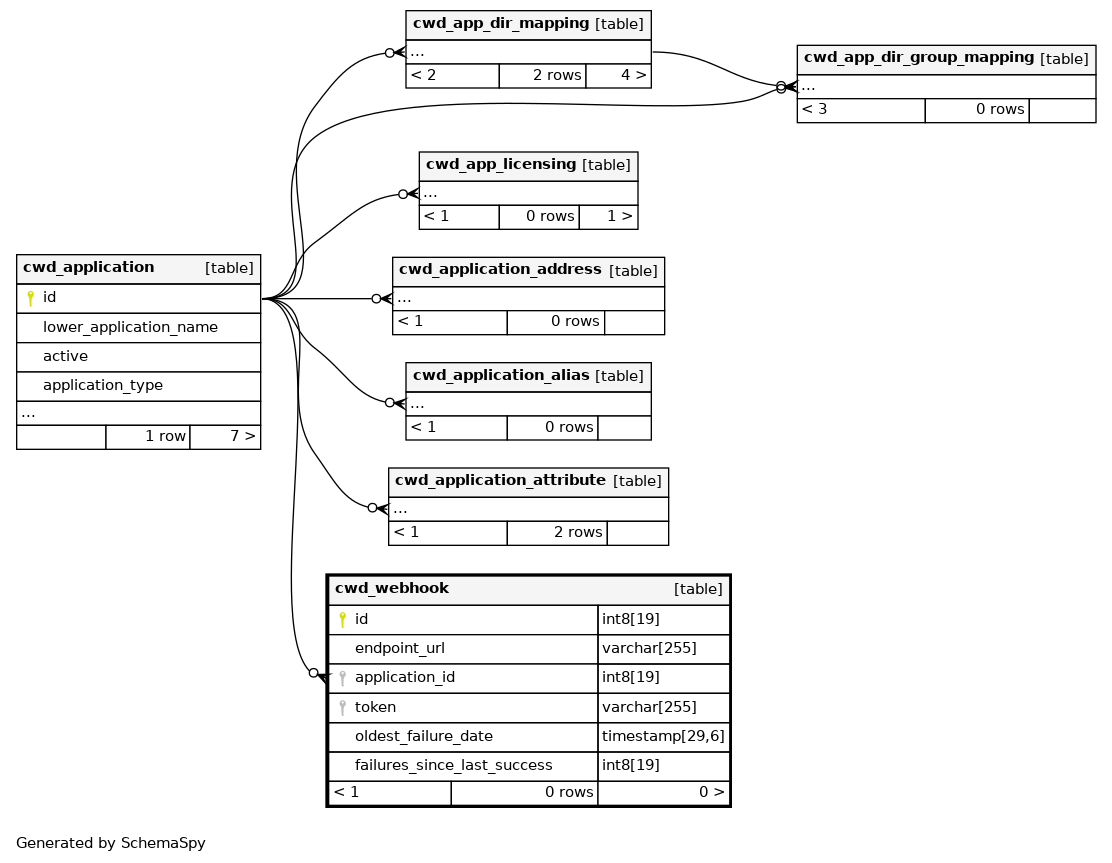 cwd_app_dir_mapping [table]
...
< 2 2 rows 4 >
cwd_app_dir_group_mapping [table]
...
< 3 0 rows
cwd_app_licensing [table]
...
< 1 0 rows 1 >
cwd_application [table]
id
lower_application_name
active
application_type
...
1 row 7 >
cwd_application_address [table]
...
< 1 0 rows
cwd_application_alias [table]
...
< 1 0 rows
cwd_application_attribute [table]
...
< 1 2 rows
cwd_webhook [table]
id int8[19]
endpoint_url varchar[255]
application_id int8[19]
token varchar[255]
oldest_failure_date timestamp[29,6]
failures_since_last_success int8[19]
< 1 0 rows 0 >
Generated by SchemaSpy